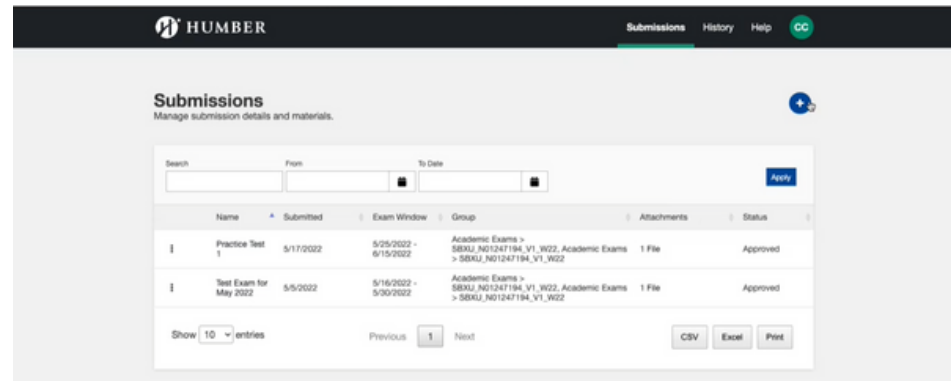 HUMBER
Submissions History Help CC
Submissions
Manage submission details and materials.
Search From To Date
Apply
Name Submitted Exam Window Group Attachments Status
Practice Test 1 5/17/2022 5/25/2022 - 6/15/2022 Academic Exams > SBXU_N01247194_V1_W22, Academic Exams > SBXU_N01247194_V1_W22 1 File Approved
Test Exam for May 2022 5/5/2022 5/16/2022 - 5/30/2022 Academic Exams > SBXU_N01247194_V1_W22, Academic Exams > SBXU_N01247194_V1_W22 1 File Approved
Show 10 entries Previous 1 Next CSV Excel Print